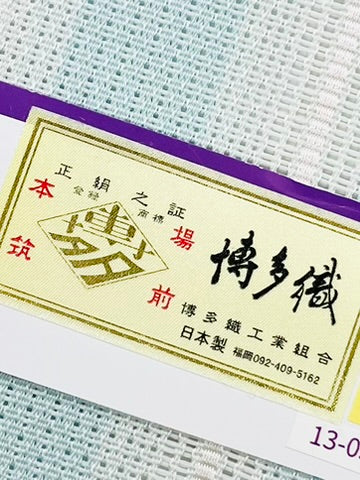 正絹之証
登録 商標
本場
筑前
博多織
博多織工業組合
日本製 福岡092-409-5162
13-0